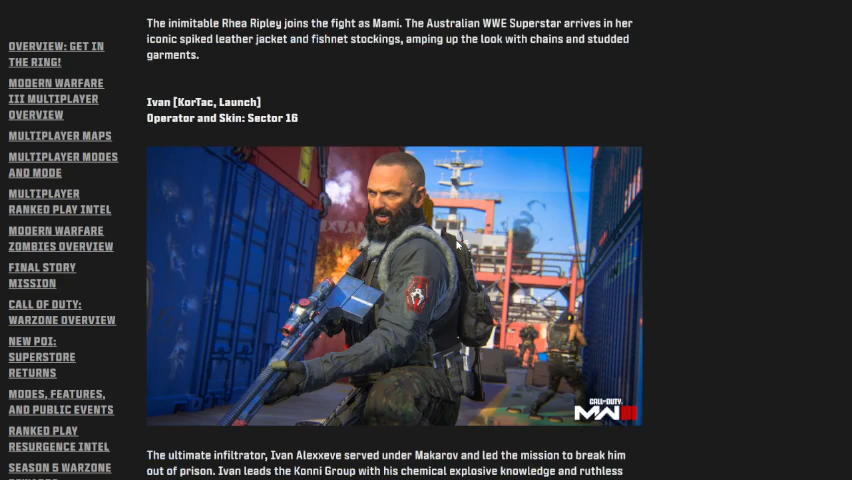 The inimitable Rhea Ripley joins the fight as Mami. The Australian WWE Superstar arrives in her
iconic spiked leather jacket and fishnet stockings, amping up the look with chains and studded
garments.
OVERVIEW: GET IN
THE RING!
MODERN WARFARE
III MULTIPLAYER
OVERVIEW
MULTIPLAYER MAPS
MULTIPLAYER MODES
AND MODE
MULTIPLAYER
RANKED PLAY INTEL
MODERN WARFARE
ZOMBIES OVERVIEW
FINAL STORY
MISSION
CALL OF DUTY:
WARZONE OVERVIEW
NEW POI:
SUPERSTORE
RETURNS
MODES, FEATURES,
AND PUBLIC EVENTS
RANKED PLAY
RESURGENCE INTEL
SEASON 5 WARZONE
Ivan [KorTac, Launch]
Operator and Skin: Sector 16
CALL OF DUTY
MWIII
The ultimate infiltrator, Ivan Alexxeve served under Makarov and led the mission to break him
out of prison. Ivan leads the Konni Group with his chemical explosive knowledge and ruthless